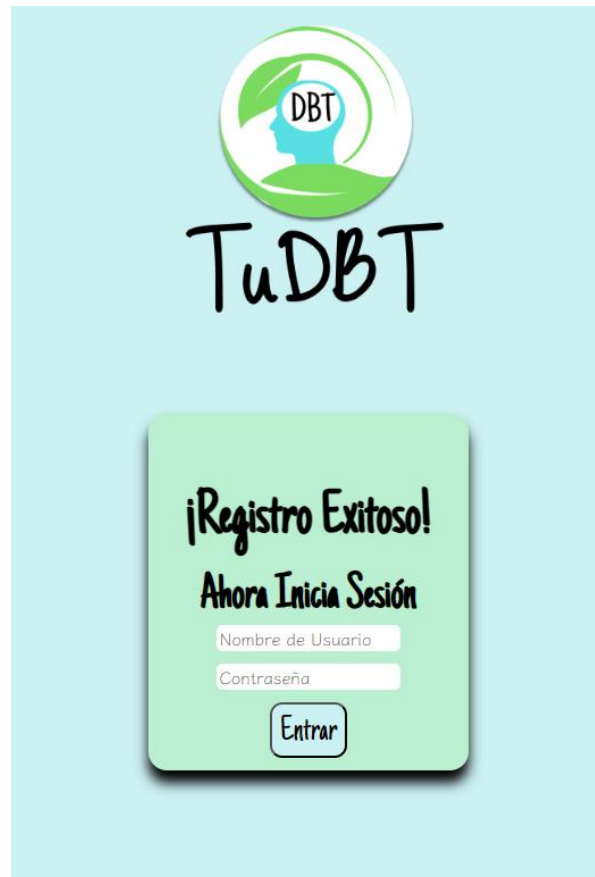 DBT
TuDBT
¡Registro Exitoso!
Ahora Inicia Sesión
Nombre de Usuario
Contraseña
Entrar